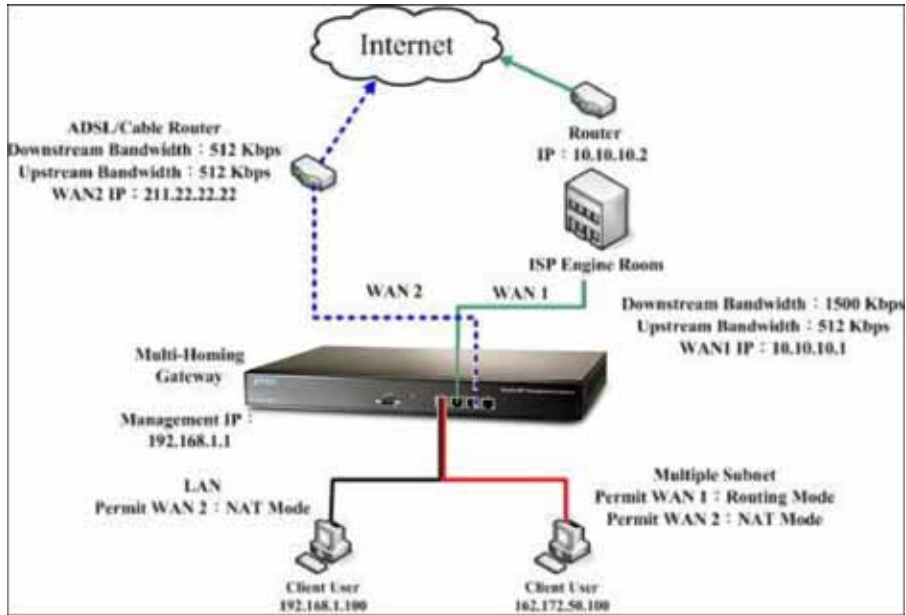 Internet
ADSL/Cable Router
Downstream Bandwidth：512 Kbps
Upstream Bandwidth：512 Kbps
WAN2 IP：211.22.22.22
Router
IP：10.10.10.2
ISP Engine Room
WAN 2
WAN 1
Downstream Bandwidth：1500 Kbps
Upstream Bandwidth：512 Kbps
WAN1 IP：10.10.10.1
Multi-Homing
Gateway
Management IP：
192.168.1.1
LAN
Permit WAN 2：NAT Mode
Multiple Subnet
Permit WAN 1：Routing Mode
Permit WAN 2：NAT Mode
Client User
192.168.1.100
Client User
162.172.50.100